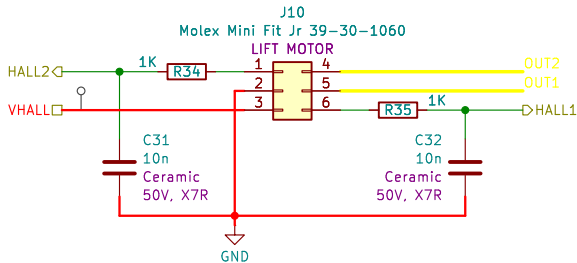 J10
Molex Mini Fit Jr 39-30-1060
LIFT MOTOR
HALL2
1K
R34
1
4
OUT2
2
5
OUT1
VHALL
3
6
R35
1K
HALL1
C31
10n
Ceramic
50V, X7R
C32
10n
Ceramic
50V, X7R
GND